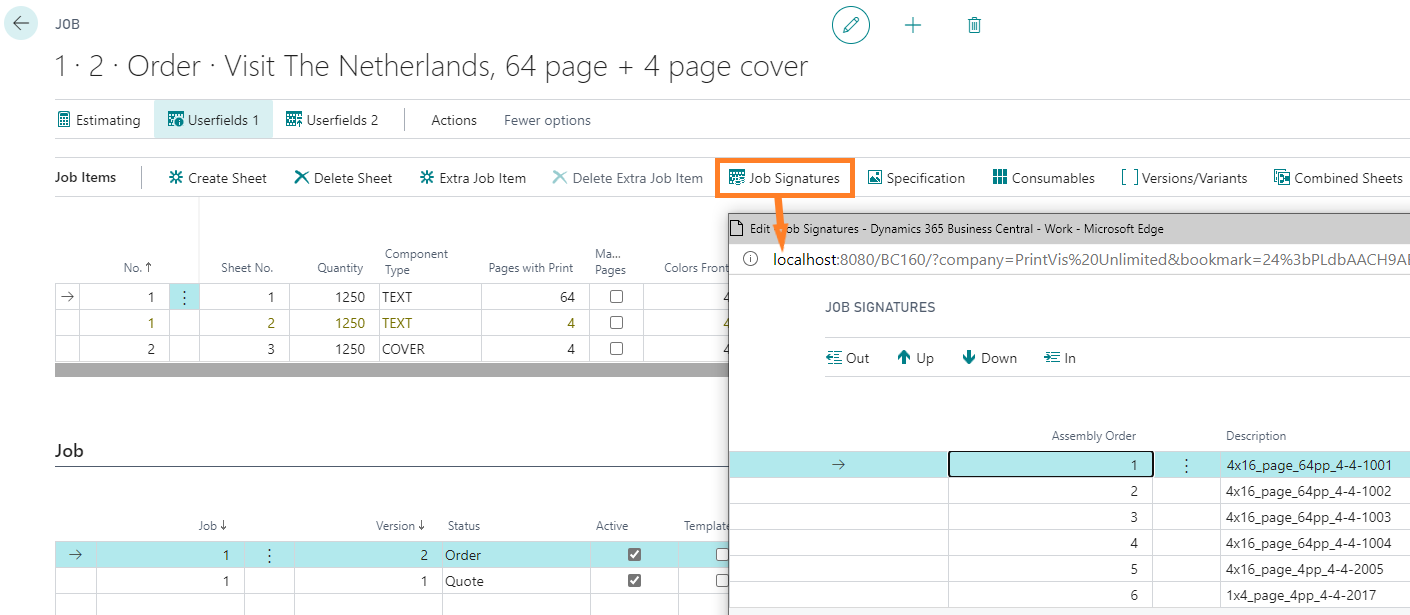 JOB
1 · 2 · Order · Visit The Netherlands, 64 page + 4 page cover
Estimating Userfields 1 Userfields 2 Actions Fewer options
Job Items Create Sheet Delete Sheet Extra Job Item Delete Extra Job Item Job Signatures Specification Consumables Versions/Variants Combined Sheets
No. ↑ Sheet No. Quantity Component Type Pages with Print Ma... Pages Colors Front
1 1 1250 TEXT 64 4
1 2 1250 TEXT 4 4
2 3 1250 COVER 4 4
Job
Job ↓ Version ↓ Status Active Template
1 2 Order
1 1 Quote
Edit Job Signatures - Dynamics 365 Business Central - Work - Microsoft Edge
localhost:8080/BC160/?company=PrintVis%20Unlimited&bookmark=24%3bPLdbAACH9A
JOB SIGNATURES
Out Up Down In
Assembly Order Description
1 4x16_page_64pp_4-4-1001
2 4x16_page_64pp_4-4-1002
3 4x16_page_64pp_4-4-1003
4 4x16_page_64pp_4-4-1004
5 4x16_page_4pp_4-4-2005
6 1x4_page_4pp_4-4-2017